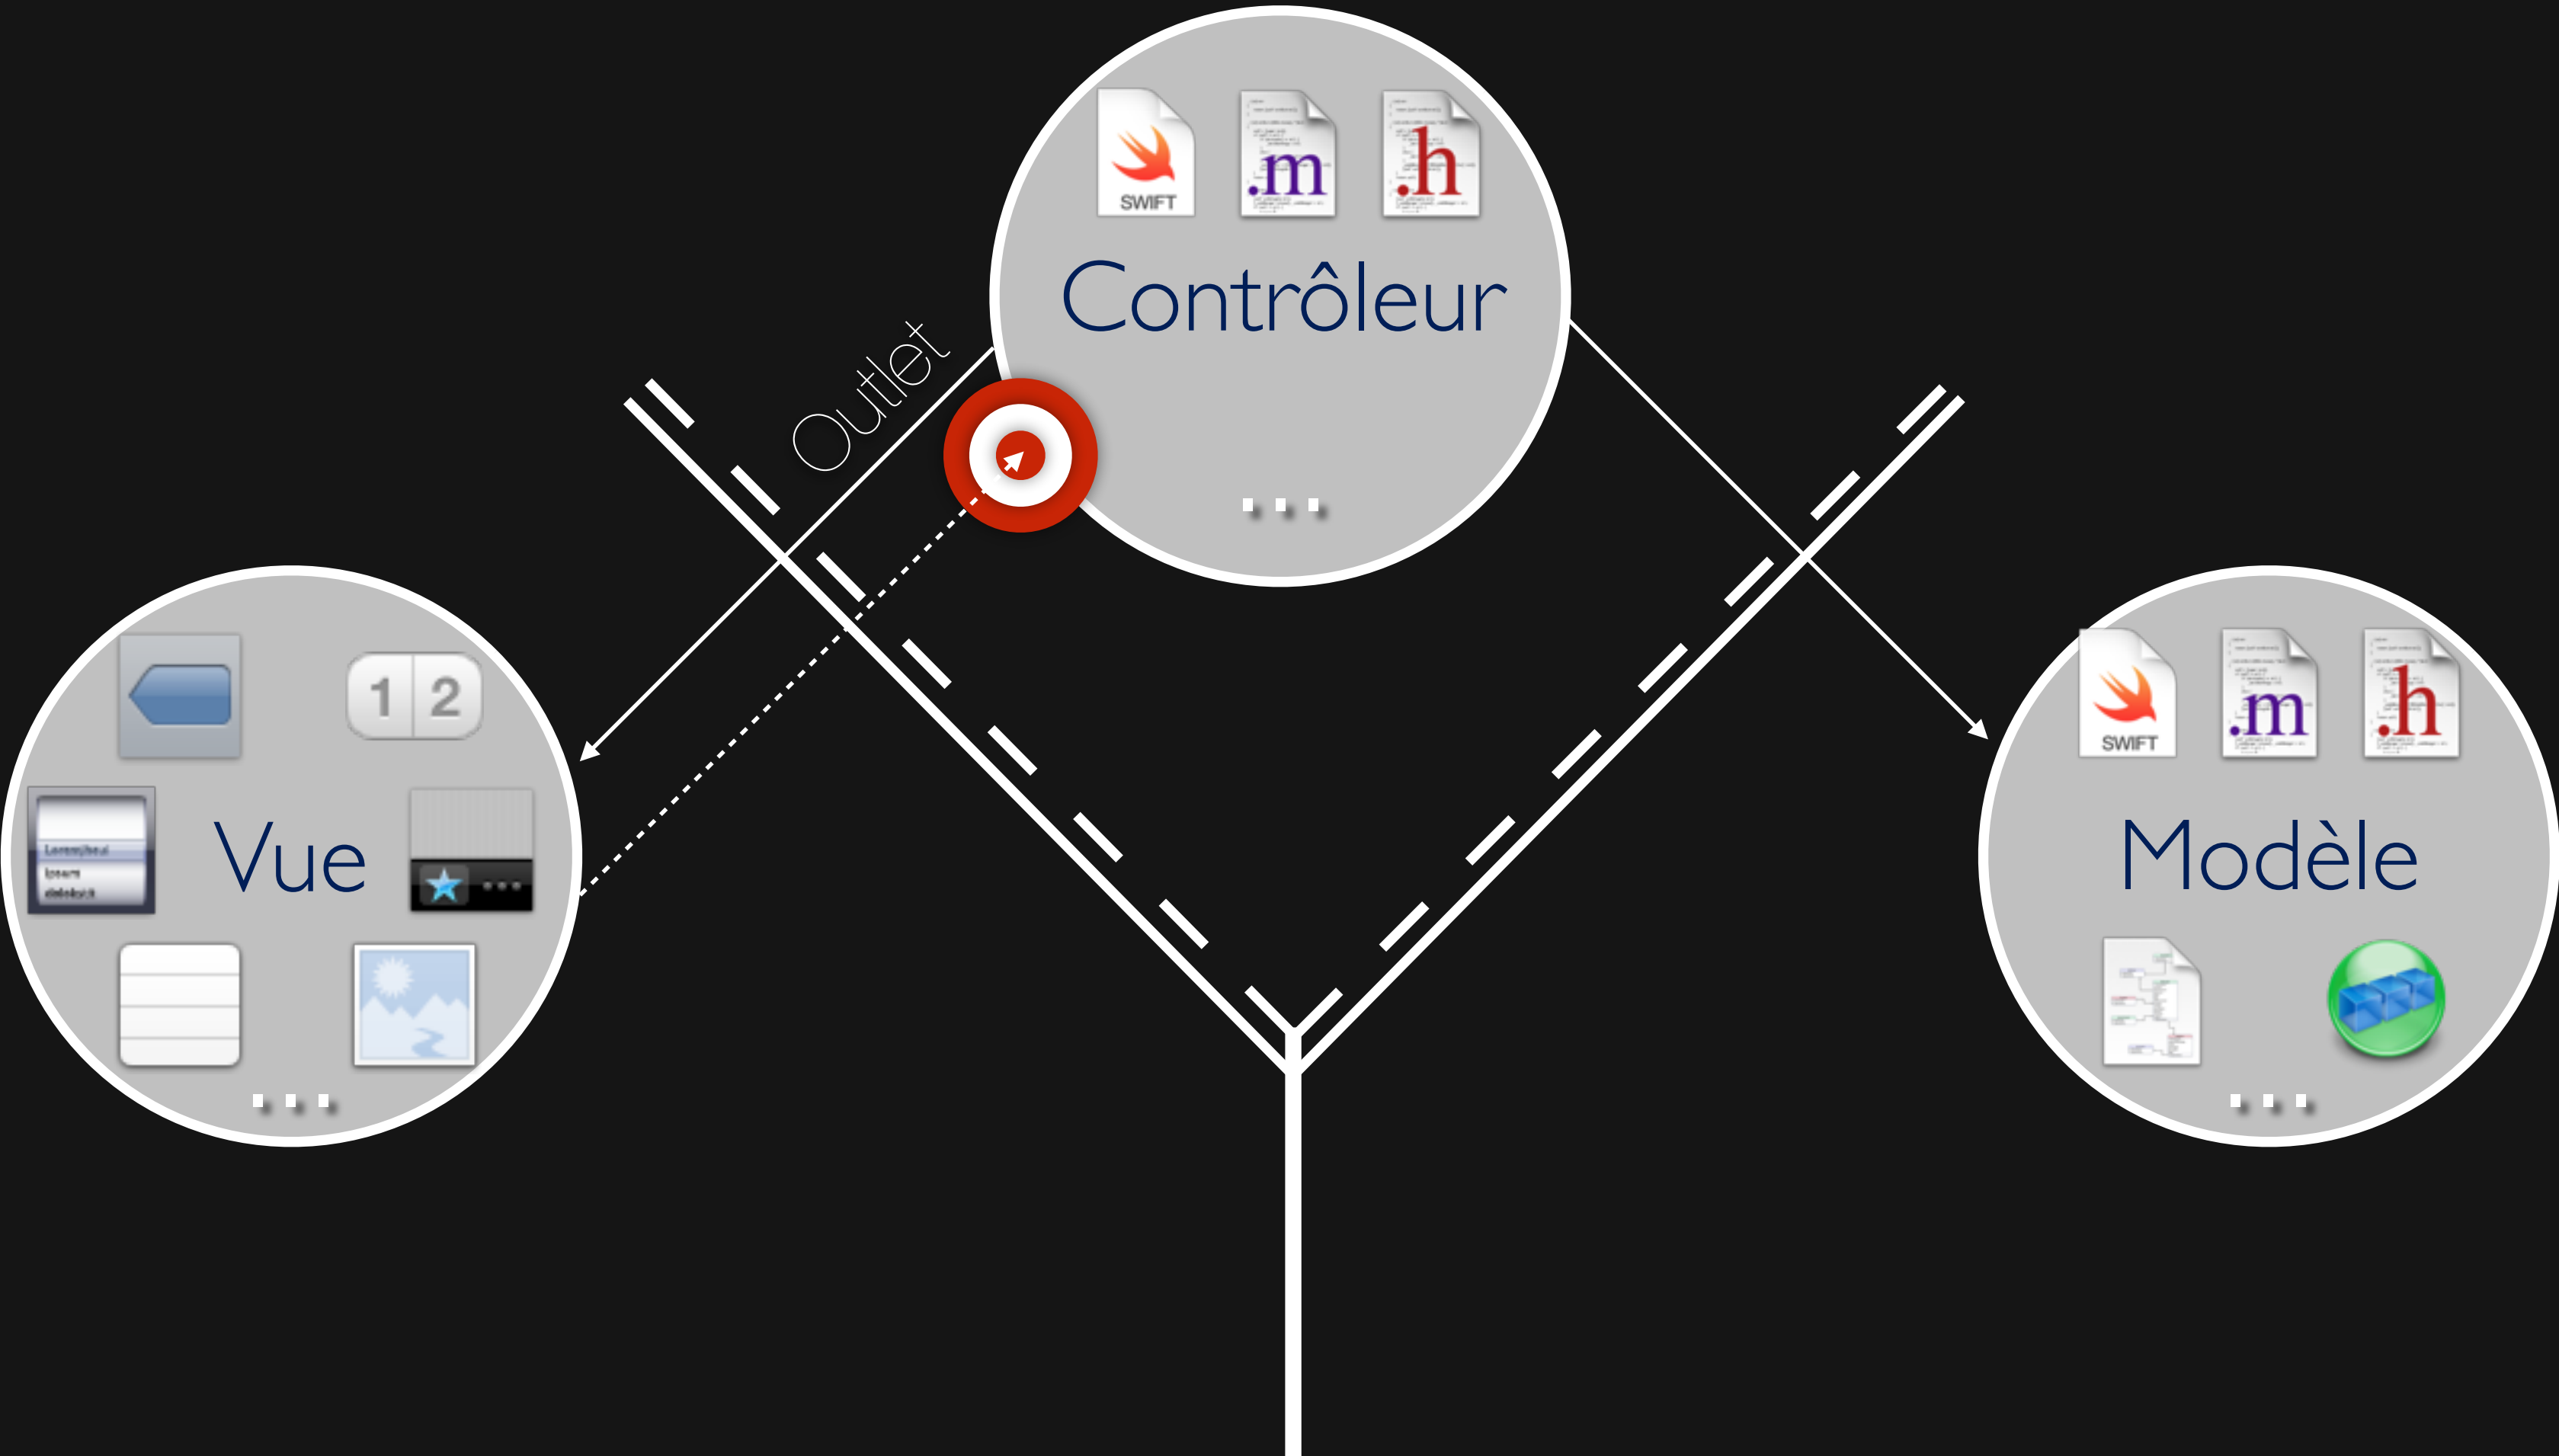 SWIFT
.m
.h
Contrôleur
Outlet
1 2
SWIFT
.m
.h
Vue
Modèle
...
...
...